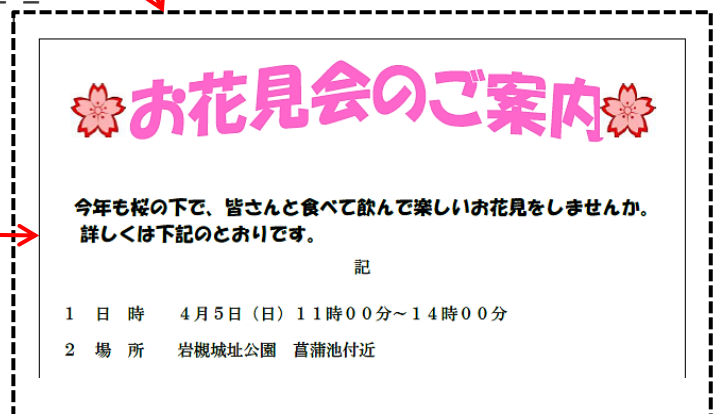 お花見会のご案内
今年も桜の下で、皆さんと食べて飲んで楽しいお花見をしませんか。
詳しくは下記のとおりです。
記
１　日　時　　４月５日（日）１１時００分～１４時００分
２　場　所　　岩槻城址公園　菖蒲池付近